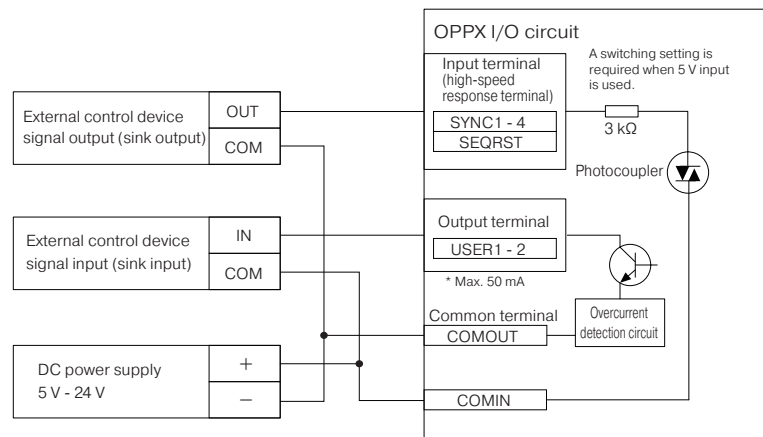 OPPX I/O circuit
Input terminal
(high-speed
response terminal)
SYNC1 - 4
SEQRST
A switching setting is
required when 5 V input
is used.
3 kΩ
Photocoupler
External control device
signal output (sink output)
OUT
COM
External control device
signal input (sink input)
IN
COM
Output terminal
USER1 - 2
* Max. 50 mA
Common terminal
COMOUT
Overcurrent
detection circuit
DC power supply
5 V - 24 V
+
−
COMIN